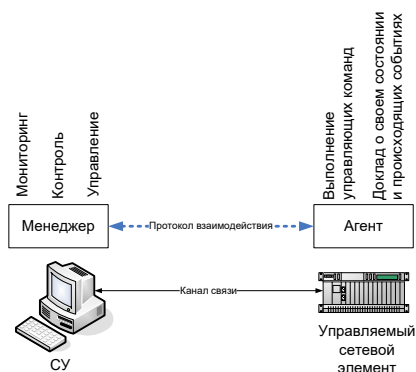 Мониторинг
Контроль
Управление
Выполнение
управляющих команд
Доклад о своем состоянии
и происходящих событиях
Менеджер
Протокол взаимодействия
Агент
Канал связи
СУ
Управляемый
сетевой
элемент